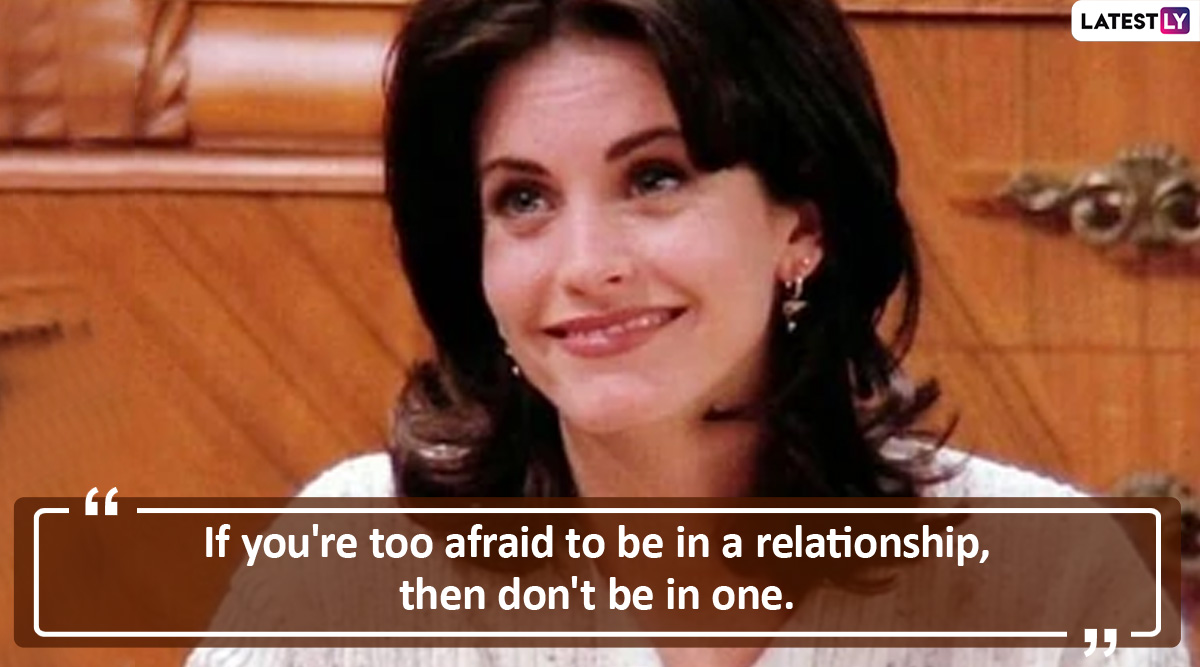 LATESTLY
“
If you're too afraid to be in a relationship,
then don't be in one.
”